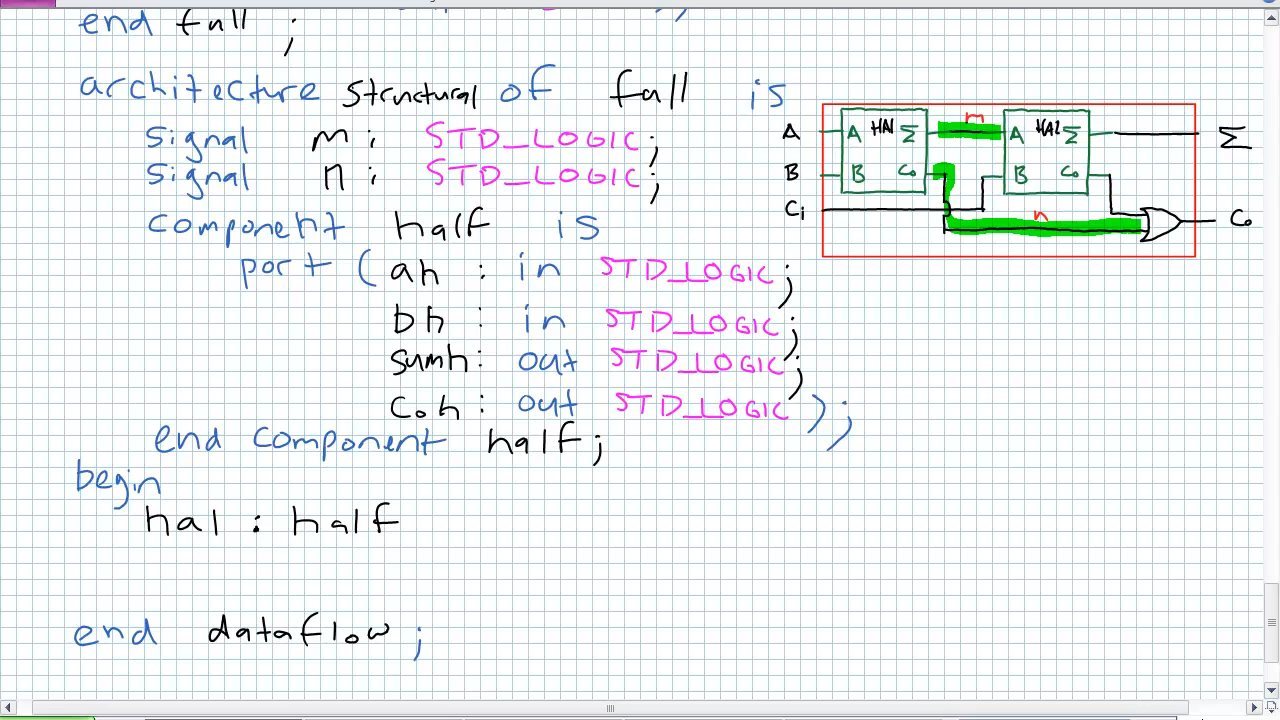 end full ;
architecture structural of full is
Signal m : STD_LOGIC;
Signal n : STD_LOGIC;
component half is
port ( ah : in STD_LOGIC;
bh : in STD_LOGIC;
sumh : out STD_LOGIC;
coh : out STD_LOGIC );
end component half;
begin
ha1 : half
end dataflow ;
m
A A HA1 Σ A HA2 Σ Σ
B B Co B Co
Ci n Co